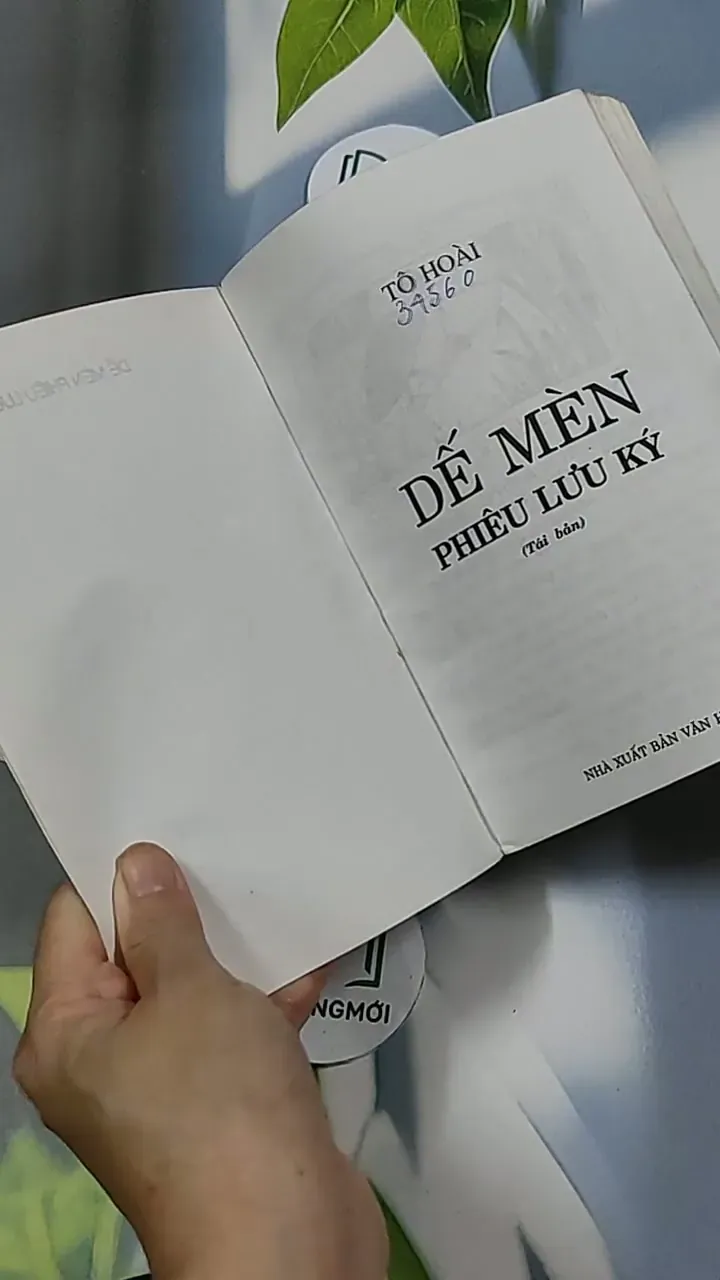 TÔ HOÀI
34560
DẾ MÈN
PHIÊU LƯU KÝ
(Tái bản)
NHÀ XUẤT BẢN VĂN
NGMỚI